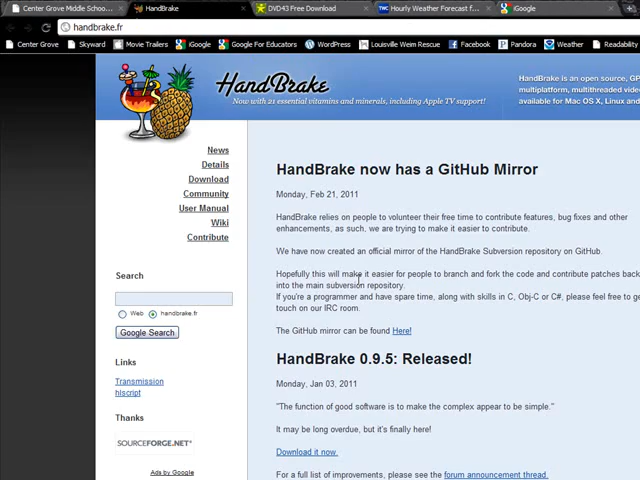 Center Grove Middle Schoo...
HandBrake
DVD43 Free Download
Hourly Weather Forecast f
iGoogle
handbrake.fr
Center Grove
Skyward
Movie Trailers
iGoogle
Google For Educators
WordPress
Louisville Weim Rescue
Facebook
Pandora
Weather
Readability
HandBrake
Now with 21 essential vitamins and minerals, including Apple TV support!
HandBrake is an open source, GP
multiplatform, multithreaded vide
available for Mac OS X, Linux and
News
Details
Download
Community
User Manual
Wiki
Contribute
Search
Web
handbrake.fr
Google Search
Links
Transmission
hlscript
Thanks
SOURCEFORGE.NET
Ads by Google
HandBrake now has a GitHub Mirror
Monday, Feb 21, 2011
HandBrake relies on people to volunteer their free time to contribute features, bug fixes and other
enhancements, as such, we are trying to make it easier to contribute.
We have now created an official mirror of the HandBrake Subversion repository on GitHub.
Hopefully this will make it easier for people to branch and fork the code and contribute patches back
into the main subversion repository.
If you're a programmer and have spare time, along with skills in C, Obj-C or C#, please feel free to ge
touch on our IRC room.
The GitHub mirror can be found Here!
HandBrake 0.9.5: Released!
Monday, Jan 03, 2011
"The function of good software is to make the complex appear to be simple."
It may be long overdue, but it's finally here!
Download it now.
For a full list of improvements, please see the forum announcement thread.